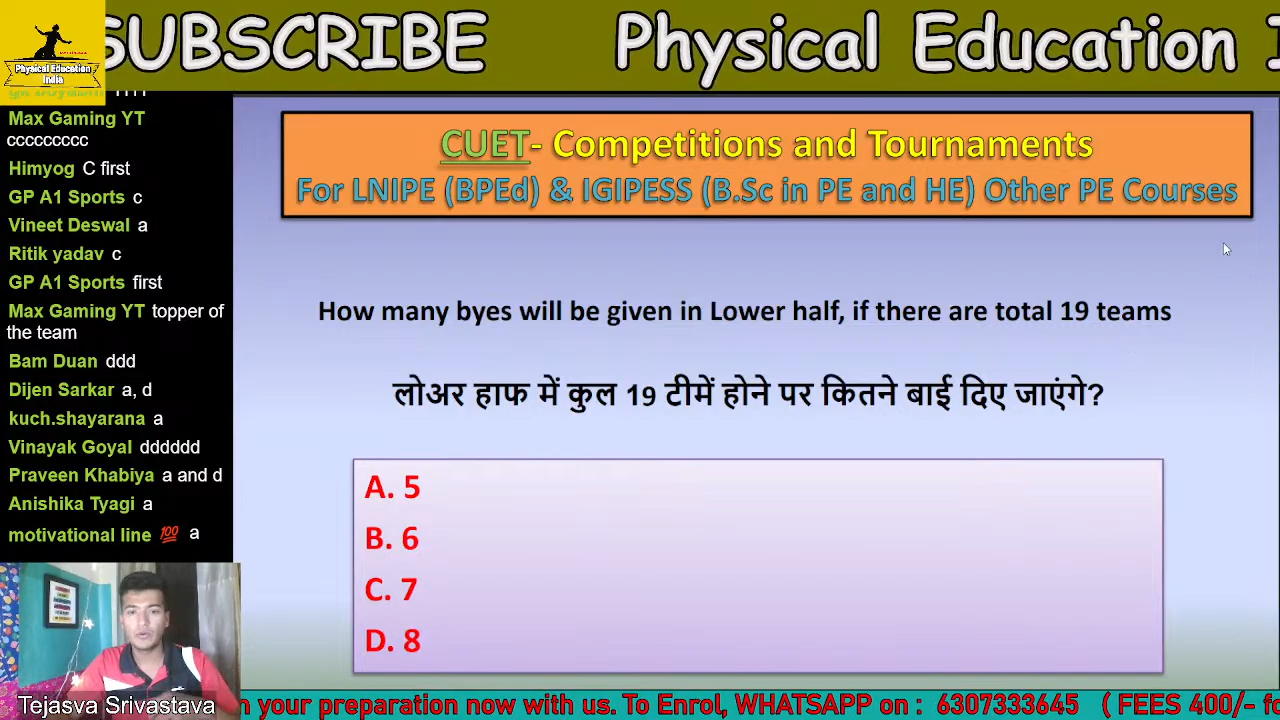 SUBSCRIBE Physical Education
Physical Education
India
Max Gaming YT
ccccccccc
Himyog C first
GP A1 Sports c
Vineet Deswal a
Ritik yadav c
GP A1 Sports first
Max Gaming YT topper of
the team
Bam Duan ddd
Dijen Sarkar a, d
kuch.shayarana a
Vinayak Goyal dddddd
Praveen Khabiya a and d
Anishika Tyagi a
motivational line 💯 a
CUET- Competitions and Tournaments
For LNIPE (BPEd) & IGIPESS (B.Sc in PE and HE) Other PE Courses
How many byes will be given in Lower half, if there are total 19 teams
लोअर हाफ में कुल 19 टीमें होने पर कितने बाई दिए जाएंगे?
A. 5
B. 6
C. 7
D. 8
Tejasva Srivastava
n your preparation now with us. To Enrol, WHATSAPP on : 6307333645 ( FEES 400/- fo